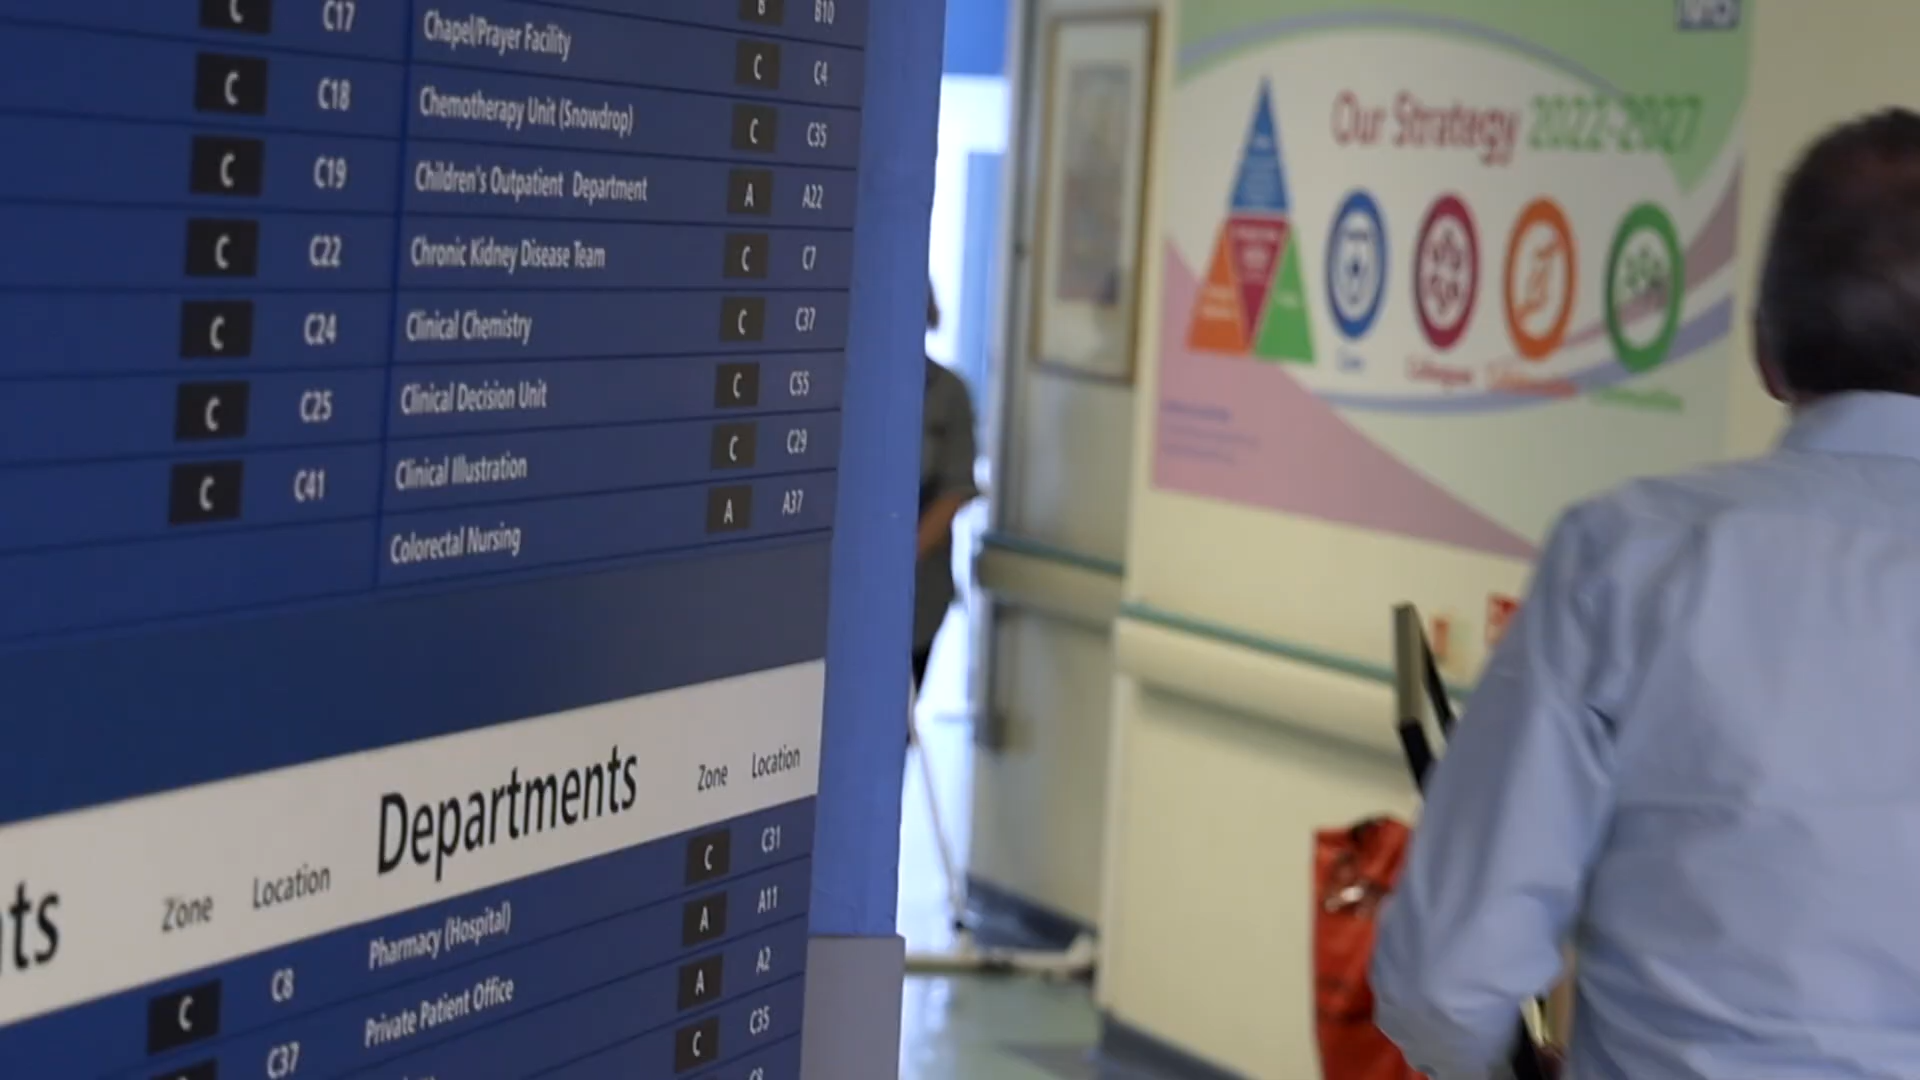 C C17 Chapel/Prayer Facility C C4
B B10
C C18 Chemotherapy Unit (Snowdrop) C C35
C C19 Children's Outpatient Department A A22
C C22 Chronic Kidney Disease Team C C7
C C24 Clinical Chemistry C C37
C C25 Clinical Decision Unit C C55
C C41 Clinical Illustration C C29
Colorectal Nursing A A37
nts Zone Location Departments Zone Location
C C8 Pharmacy (Hospital) C C31
C37 Private Patient Office A A11
A A2
C C35
C8
NHS
Our Strategy 2022-2027